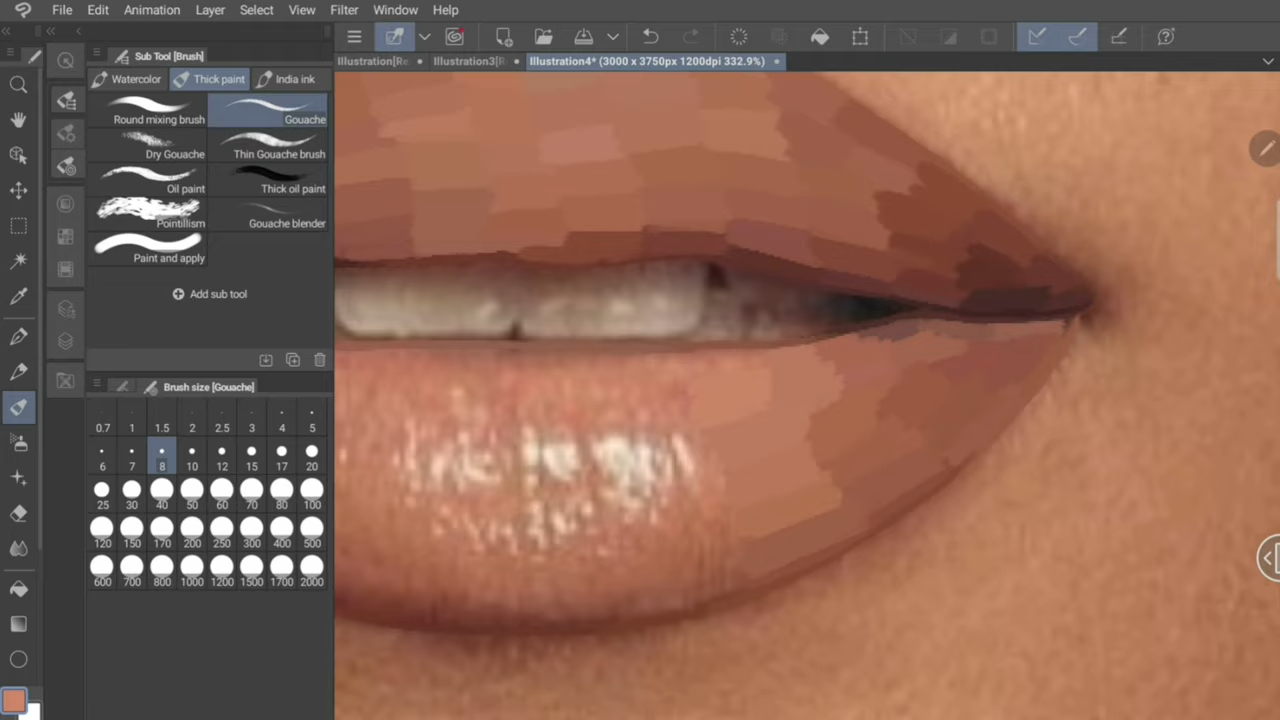 File Edit Animation Layer Select View Filter Window Help
Sub Tool [Brush]
Illustration[Re
Illustration3[R
Illustration4* (3000 x 3750px 1200dpi 332.9%)
Watercolor Thick paint India ink
Round mixing brush Gouache
Dry Gouache Thin Gouache brush
Oil paint Thick oil paint
Pointillism Gouache blender
Paint and apply
Add sub tool
Brush size [Gouache]
0.7 1 1.5 2 2.5 3 4 5
6 7 8 10 12 15 17 20
25 30 40 50 60 70 80 100
120 150 170 200 250 300 400 500
600 700 800 1000 1200 1500 1700 2000